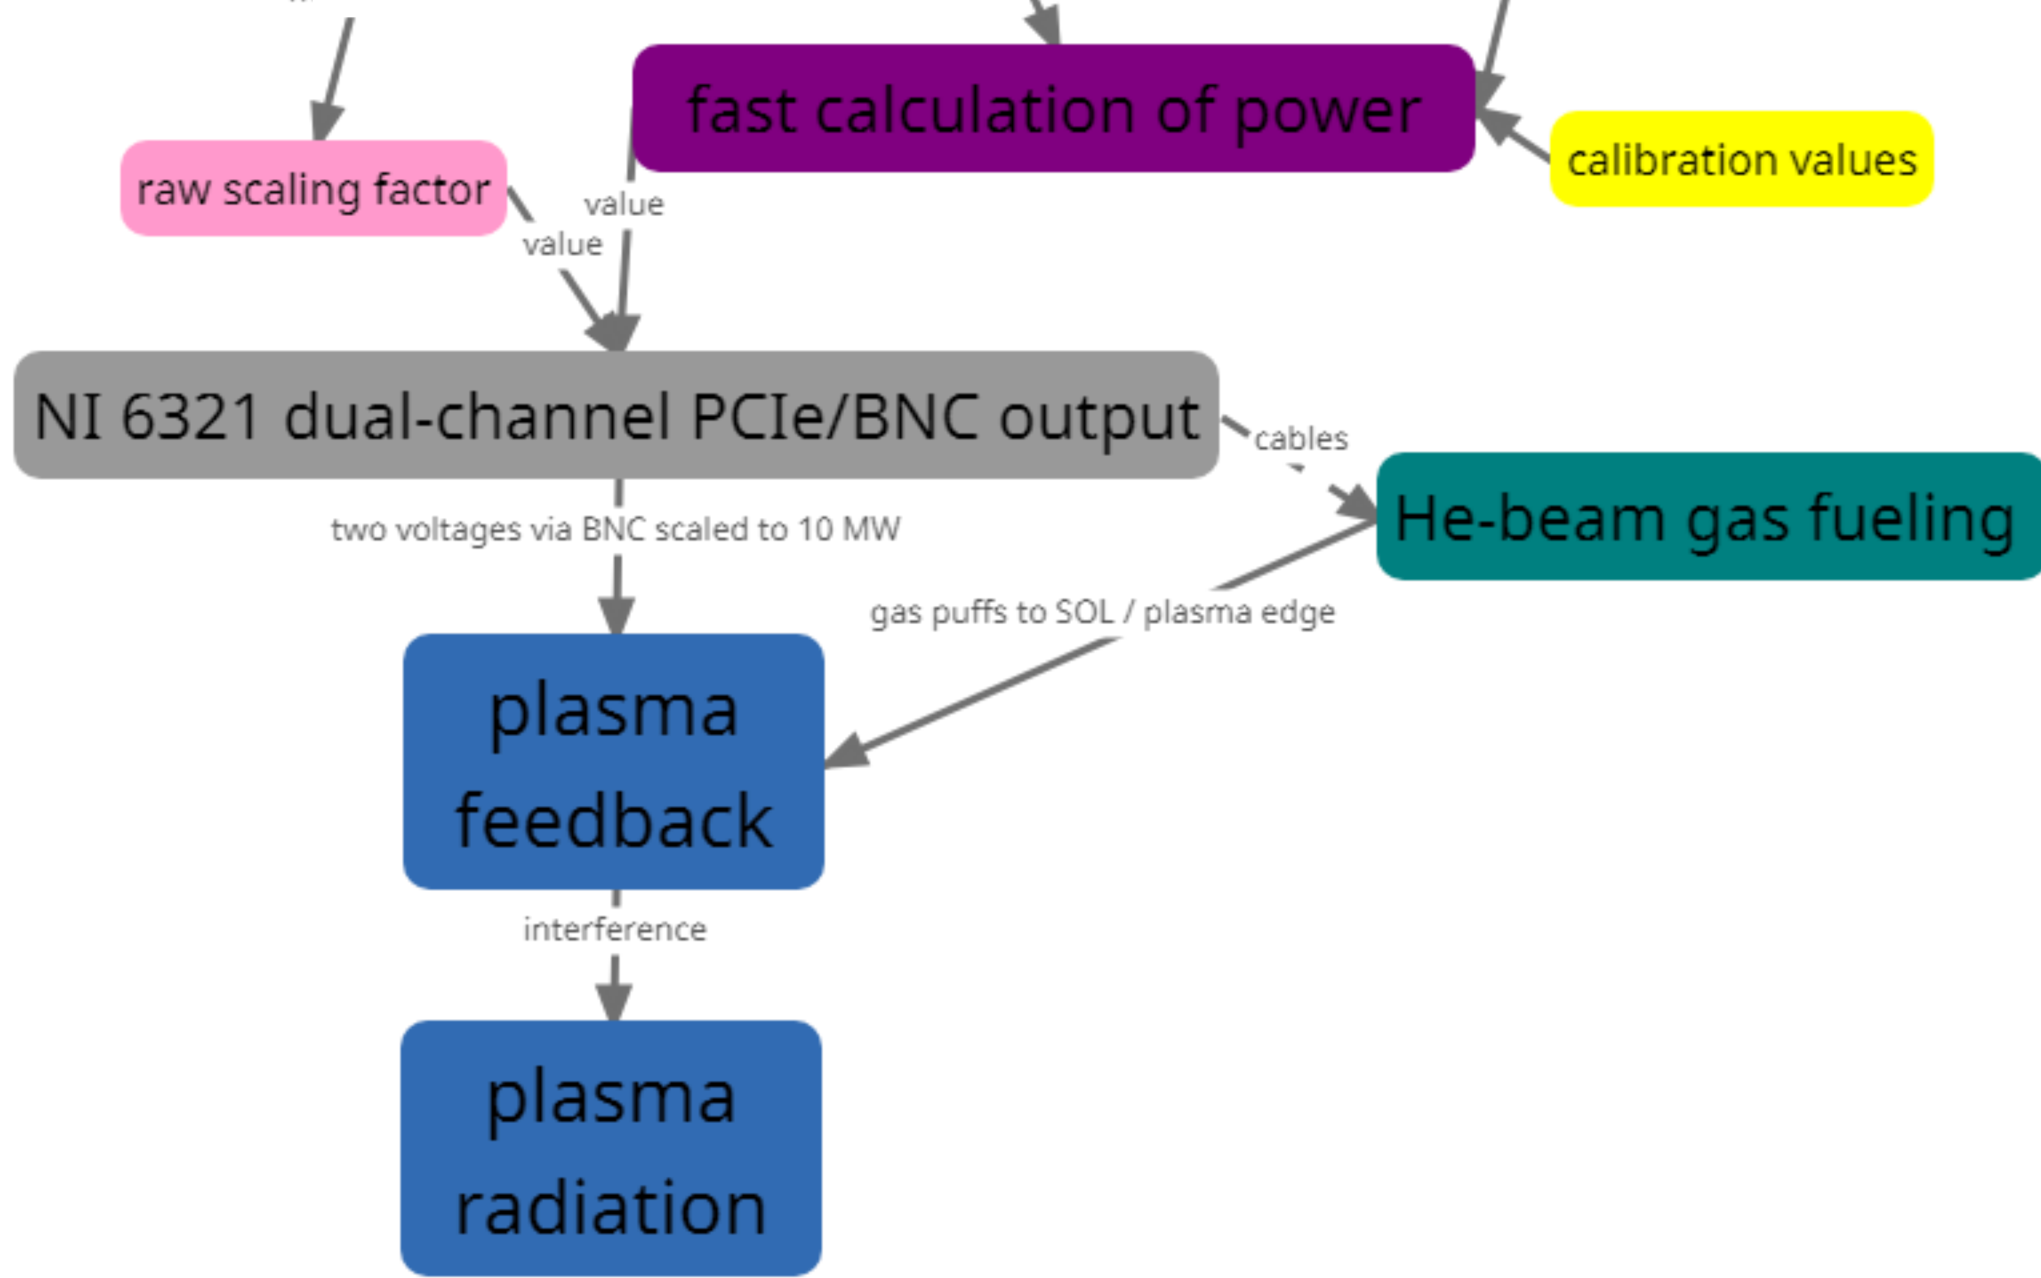 fast calculation of power
calibration values
raw scaling factor
value
value
NI 6321 dual-channel PCIe/BNC output
cables
He-beam gas fueling
two voltages via BNC scaled to 10 MW
gas puffs to SOL / plasma edge
plasma
feedback
interference
plasma
radiation